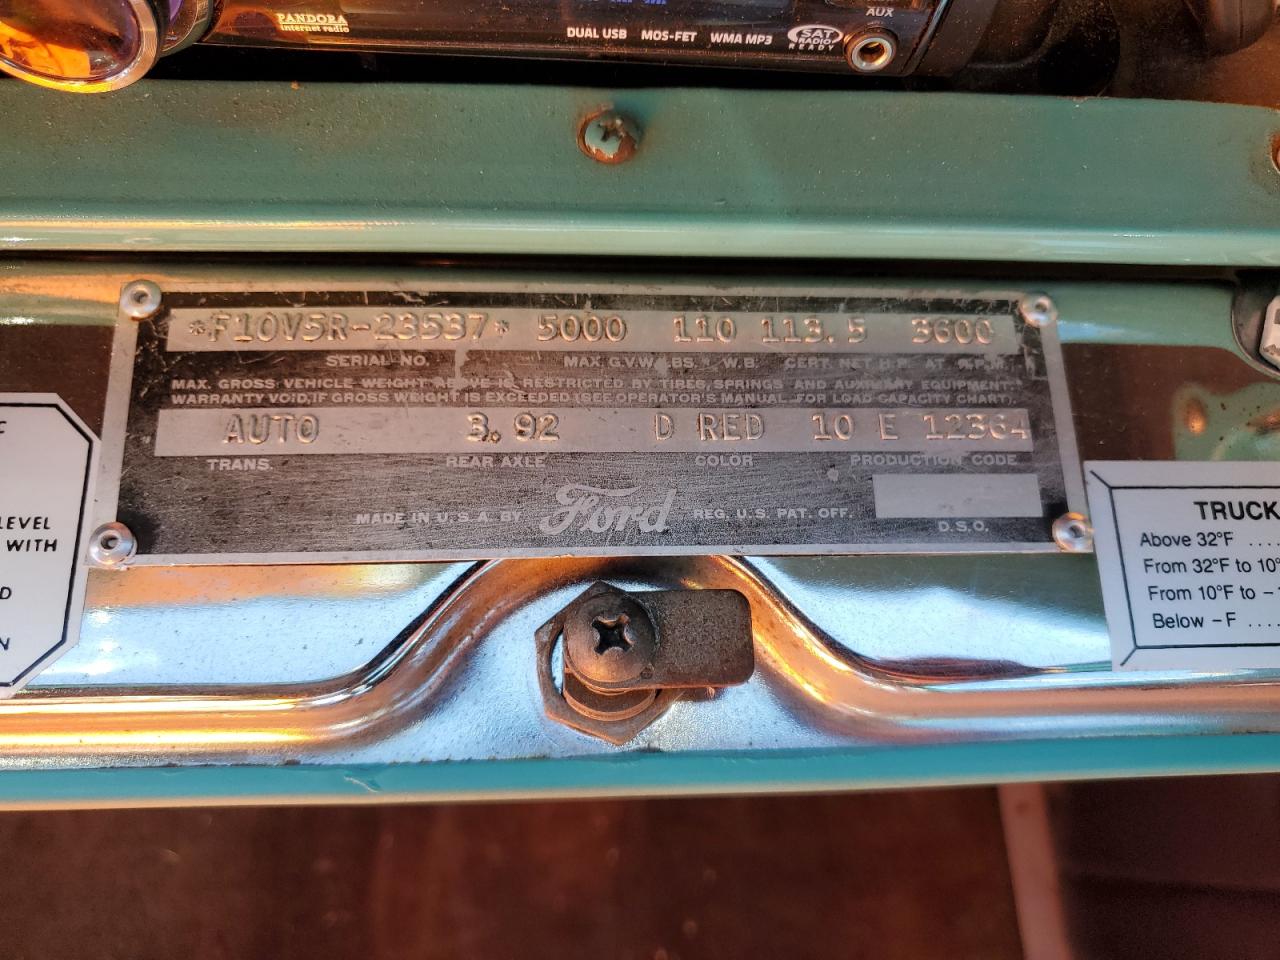 PANDORA
internet radio
DUAL USB MOS-FET WMA MP3 SAT RADIO READY
AUX
*F10V5R-23537* 5000 110 113.5 3600
SERIAL NO. MAX. G.V.W. LBS. W.B. CERT. NET H.P. AT R.P.M.
MAX. GROSS VEHICLE WEIGHT ABOVE IS RESTRICTED BY TIRES, SPRINGS AND AUXILIARY EQUIPMENT.
WARRANTY VOID, IF GROSS WEIGHT IS EXCEEDED (SEE OPERATOR'S MANUAL FOR LOAD CAPACITY CHART).
AUTO 3.92 D RED 10 E 12364
TRANS. REAR AXLE COLOR PRODUCTION CODE
MADE IN U.S.A. BY Ford REG. U.S. PAT. OFF.
D.S.O.
C
LEVEL
WITH
D
N
TRUCK
Above 32°F ....
From 32°F to 10°
From 10°F to -
Below -F ....